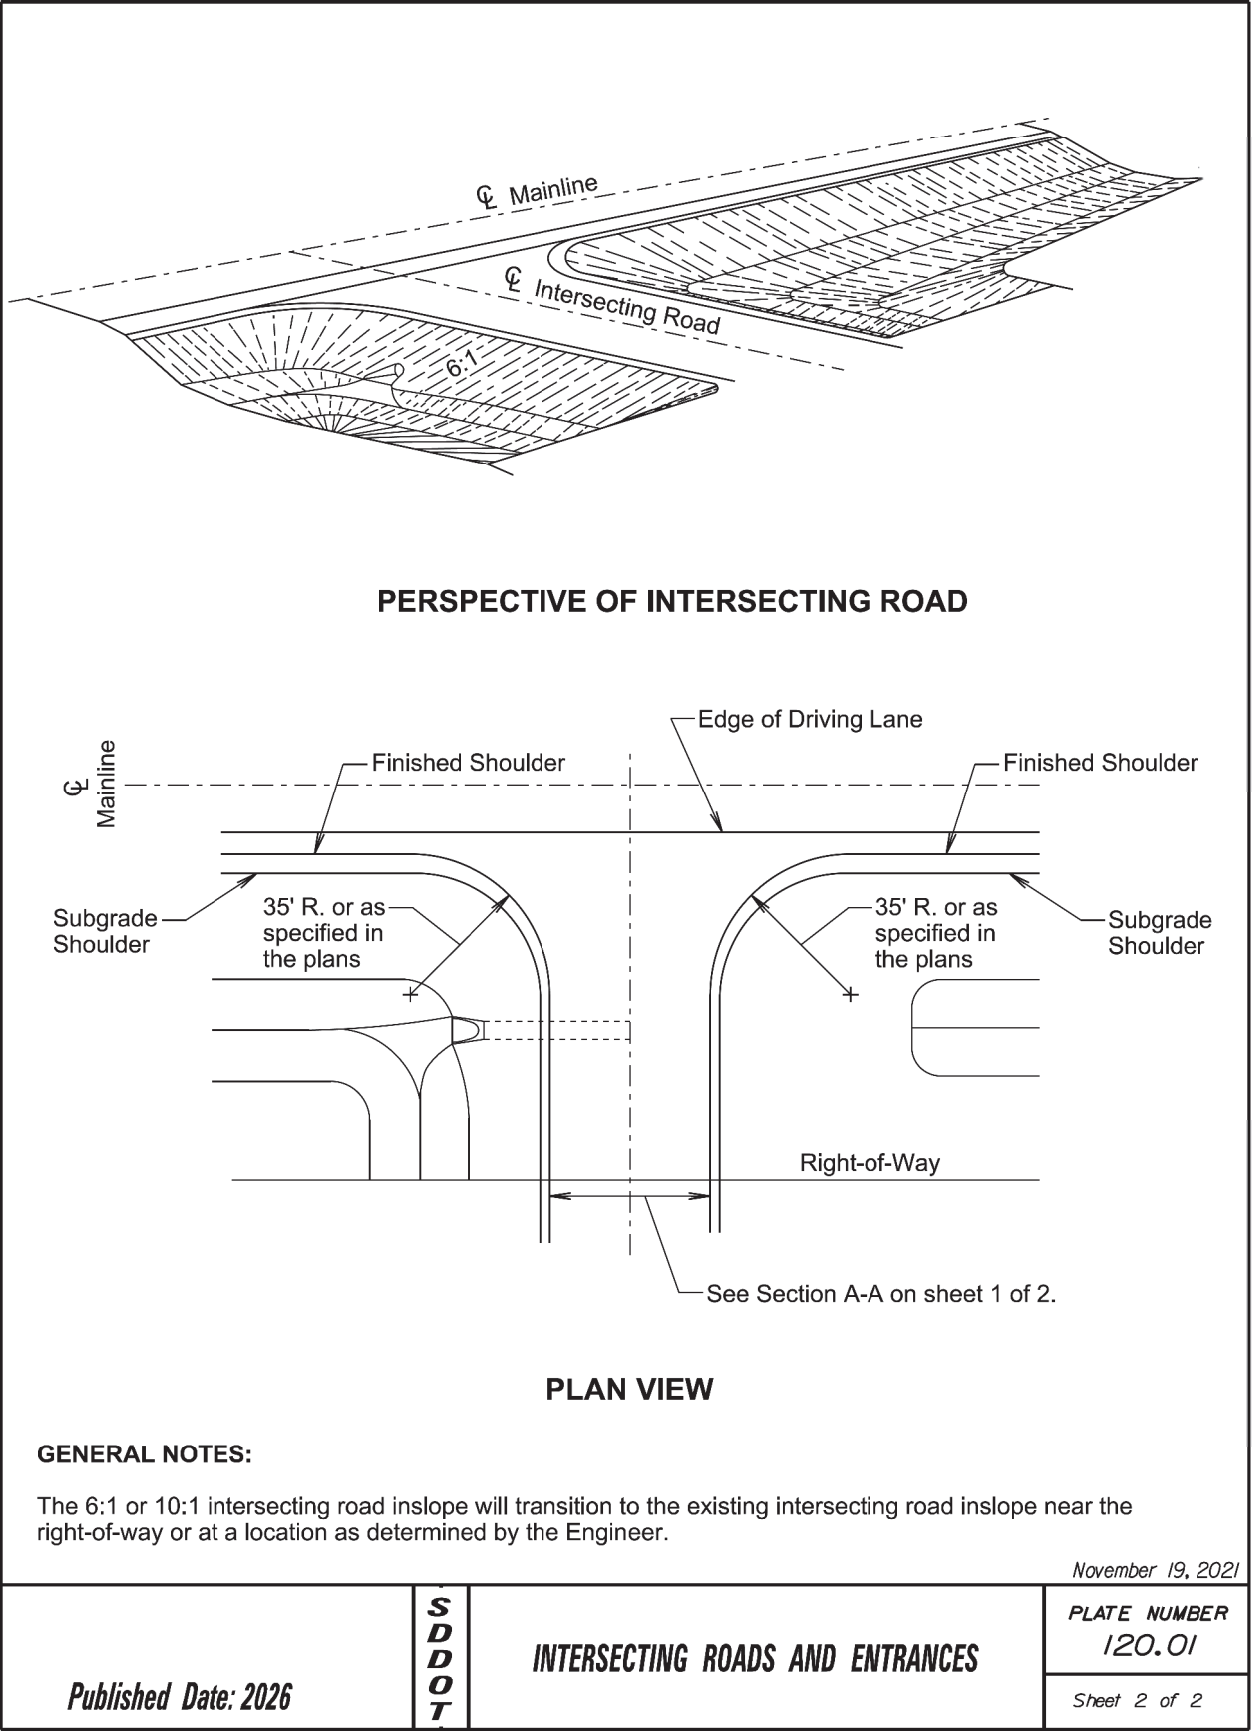 ℄ Mainline
℄ Intersecting Road
6:1
PERSPECTIVE OF INTERSECTING ROAD
Edge of Driving Lane
Finished Shoulder
Finished Shoulder
℄
Mainline
Subgrade
Shoulder
35' R. or as
specified in
the plans
35' R. or as
specified in
the plans
Subgrade
Shoulder
Right-of-Way
See Section A-A on sheet 1 of 2.
PLAN VIEW
GENERAL NOTES:
The 6:1 or 10:1 intersecting road inslope will transition to the existing intersecting road inslope near the
right-of-way or at a location as determined by the Engineer.
November 19, 2021
Published Date: 2026
S
D
D
O
T
INTERSECTING ROADS AND ENTRANCES
PLATE NUMBER
120.01
Sheet 2 of 2